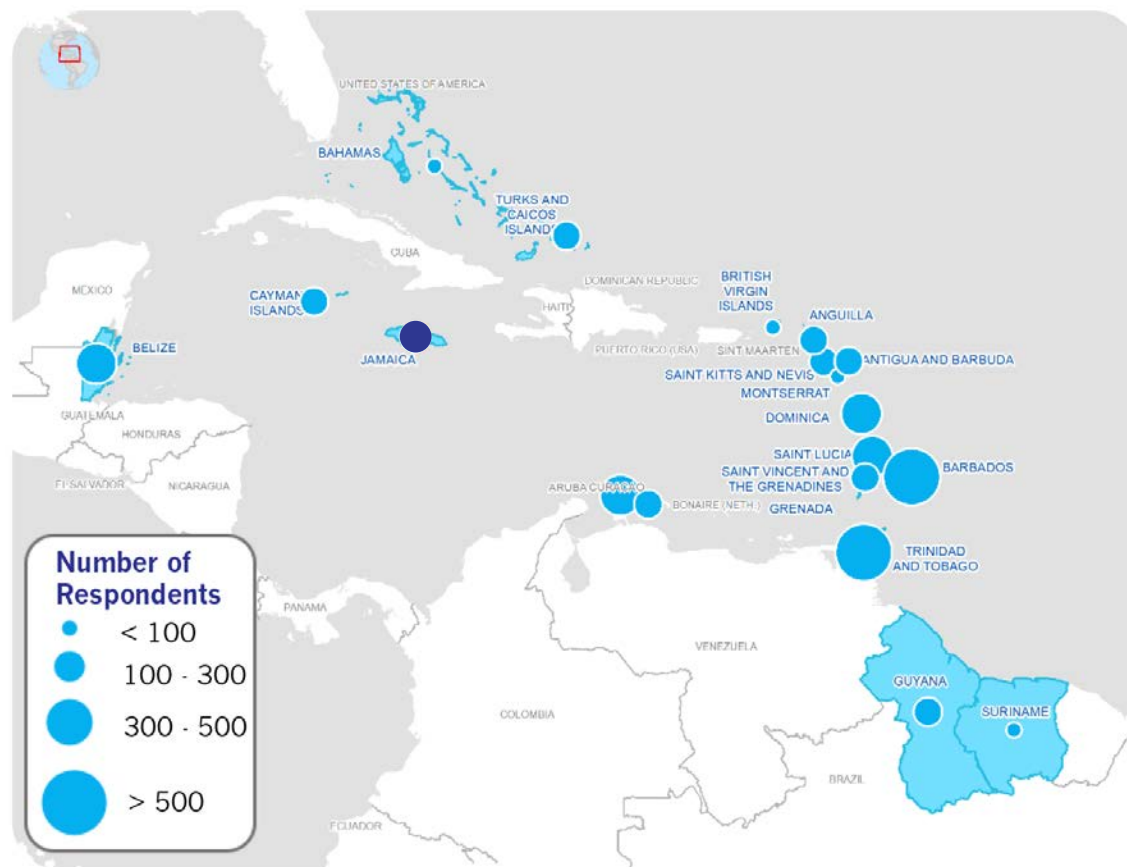 UNITED STATES OF AMERICA
BAHAMAS
TURKS AND
CAICOS
ISLANDS
CUBA
MEXICO
CAYMAN
ISLANDS
DOMINICAN REPUBLIC
HAITI
BRITISH
VIRGIN
ISLANDS
ANGUILLA
BELIZE
JAMAICA
PUERTO RICO (USA)
SINT MAARTEN
ANTIGUA AND BARBUDA
SAINT KITTS AND NEVIS
MONTSERRAT
GUATEMALA
DOMINICA
HONDURAS
SAINT LUCIA
BARBADOS
EL SALVADOR
NICARAGUA
SAINT VINCENT AND
THE GRENADINES
ARUBA
CURAÇAO
BONAIRE (NETH.)
GRENADA
TRINIDAD
AND TOBAGO
PANAMA
VENEZUELA
GUYANA
SURINAME
COLOMBIA
BRAZIL
ECUADOR
Number of
Respondents
< 100
100 - 300
300 - 500
> 500